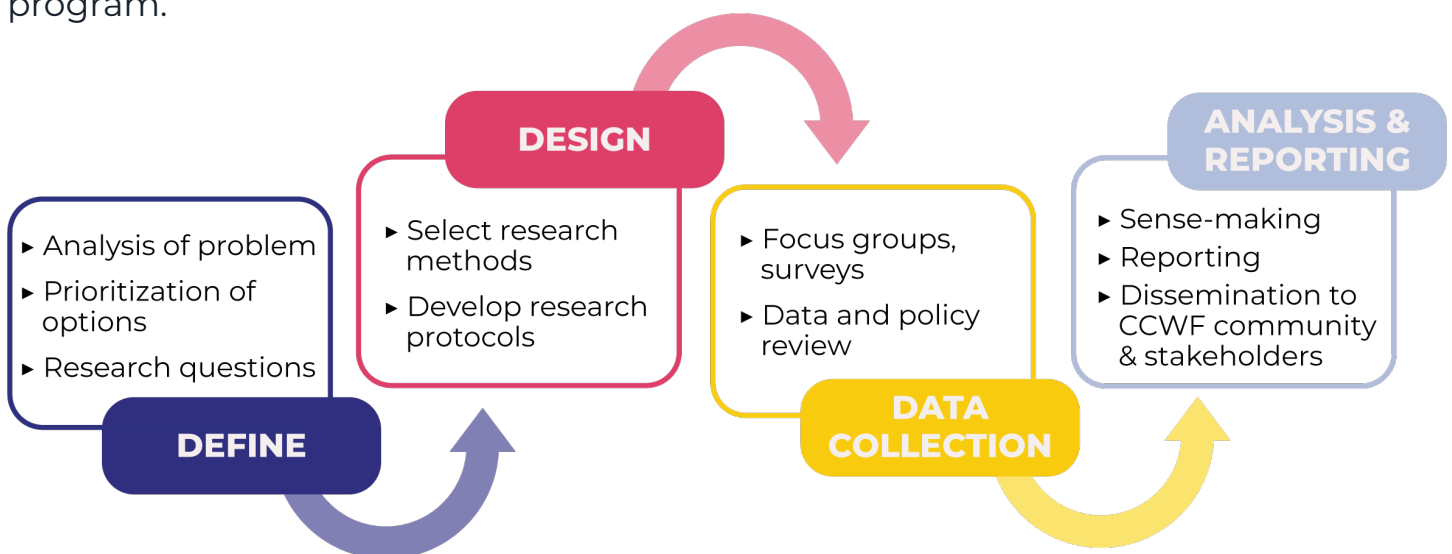 program.
DEFINE
▸ Analysis of problem
▸ Prioritization of
options
▸ Research questions
DESIGN
▸ Select research
methods
▸ Develop research
protocols
DATA
COLLECTION
▸ Focus groups,
surveys
▸ Data and policy
review
ANALYSIS &
REPORTING
▸ Sense-making
▸ Reporting
▸ Dissemination to
CCWF community
& stakeholders